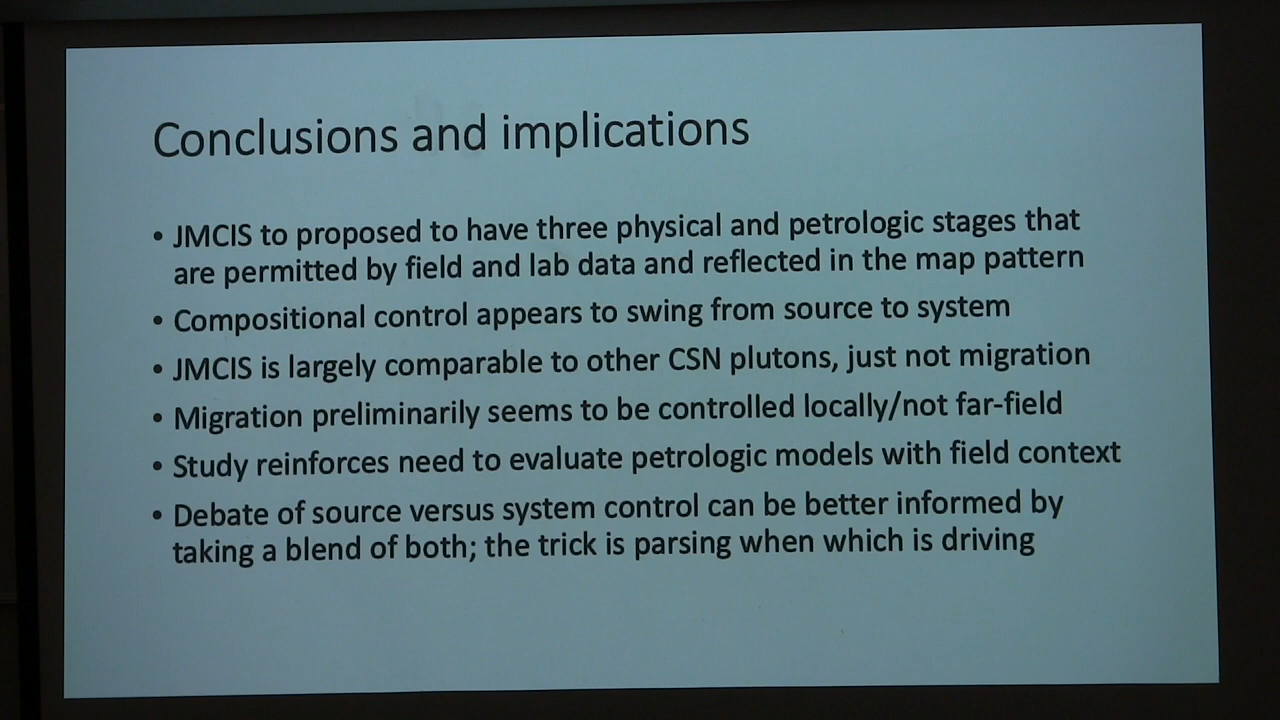 Conclusions and implications
• JMCIS to proposed to have three physical and petrologic stages that
are permitted by field and lab data and reflected in the map pattern
• Compositional control appears to swing from source to system
• JMCIS is largely comparable to other CSN plutons, just not migration
• Migration preliminarily seems to be controlled locally/not far-field
• Study reinforces need to evaluate petrologic models with field context
• Debate of source versus system control can be better informed by
taking a blend of both; the trick is parsing when which is driving